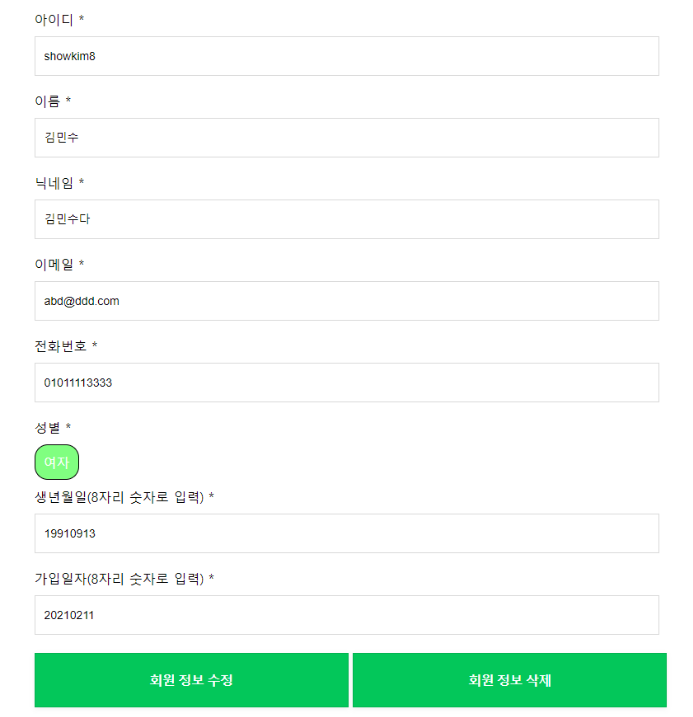 아이디 *
showkim8
이름 *
김민수
닉네임 *
김민수다
이메일 *
abd@ddd.com
전화번호 *
01011113333
성별 *
여자
생년월일(8자리 숫자로 입력) *
19910913
가입일자(8자리 숫자로 입력) *
20210211
회원 정보 수정 회원 정보 삭제